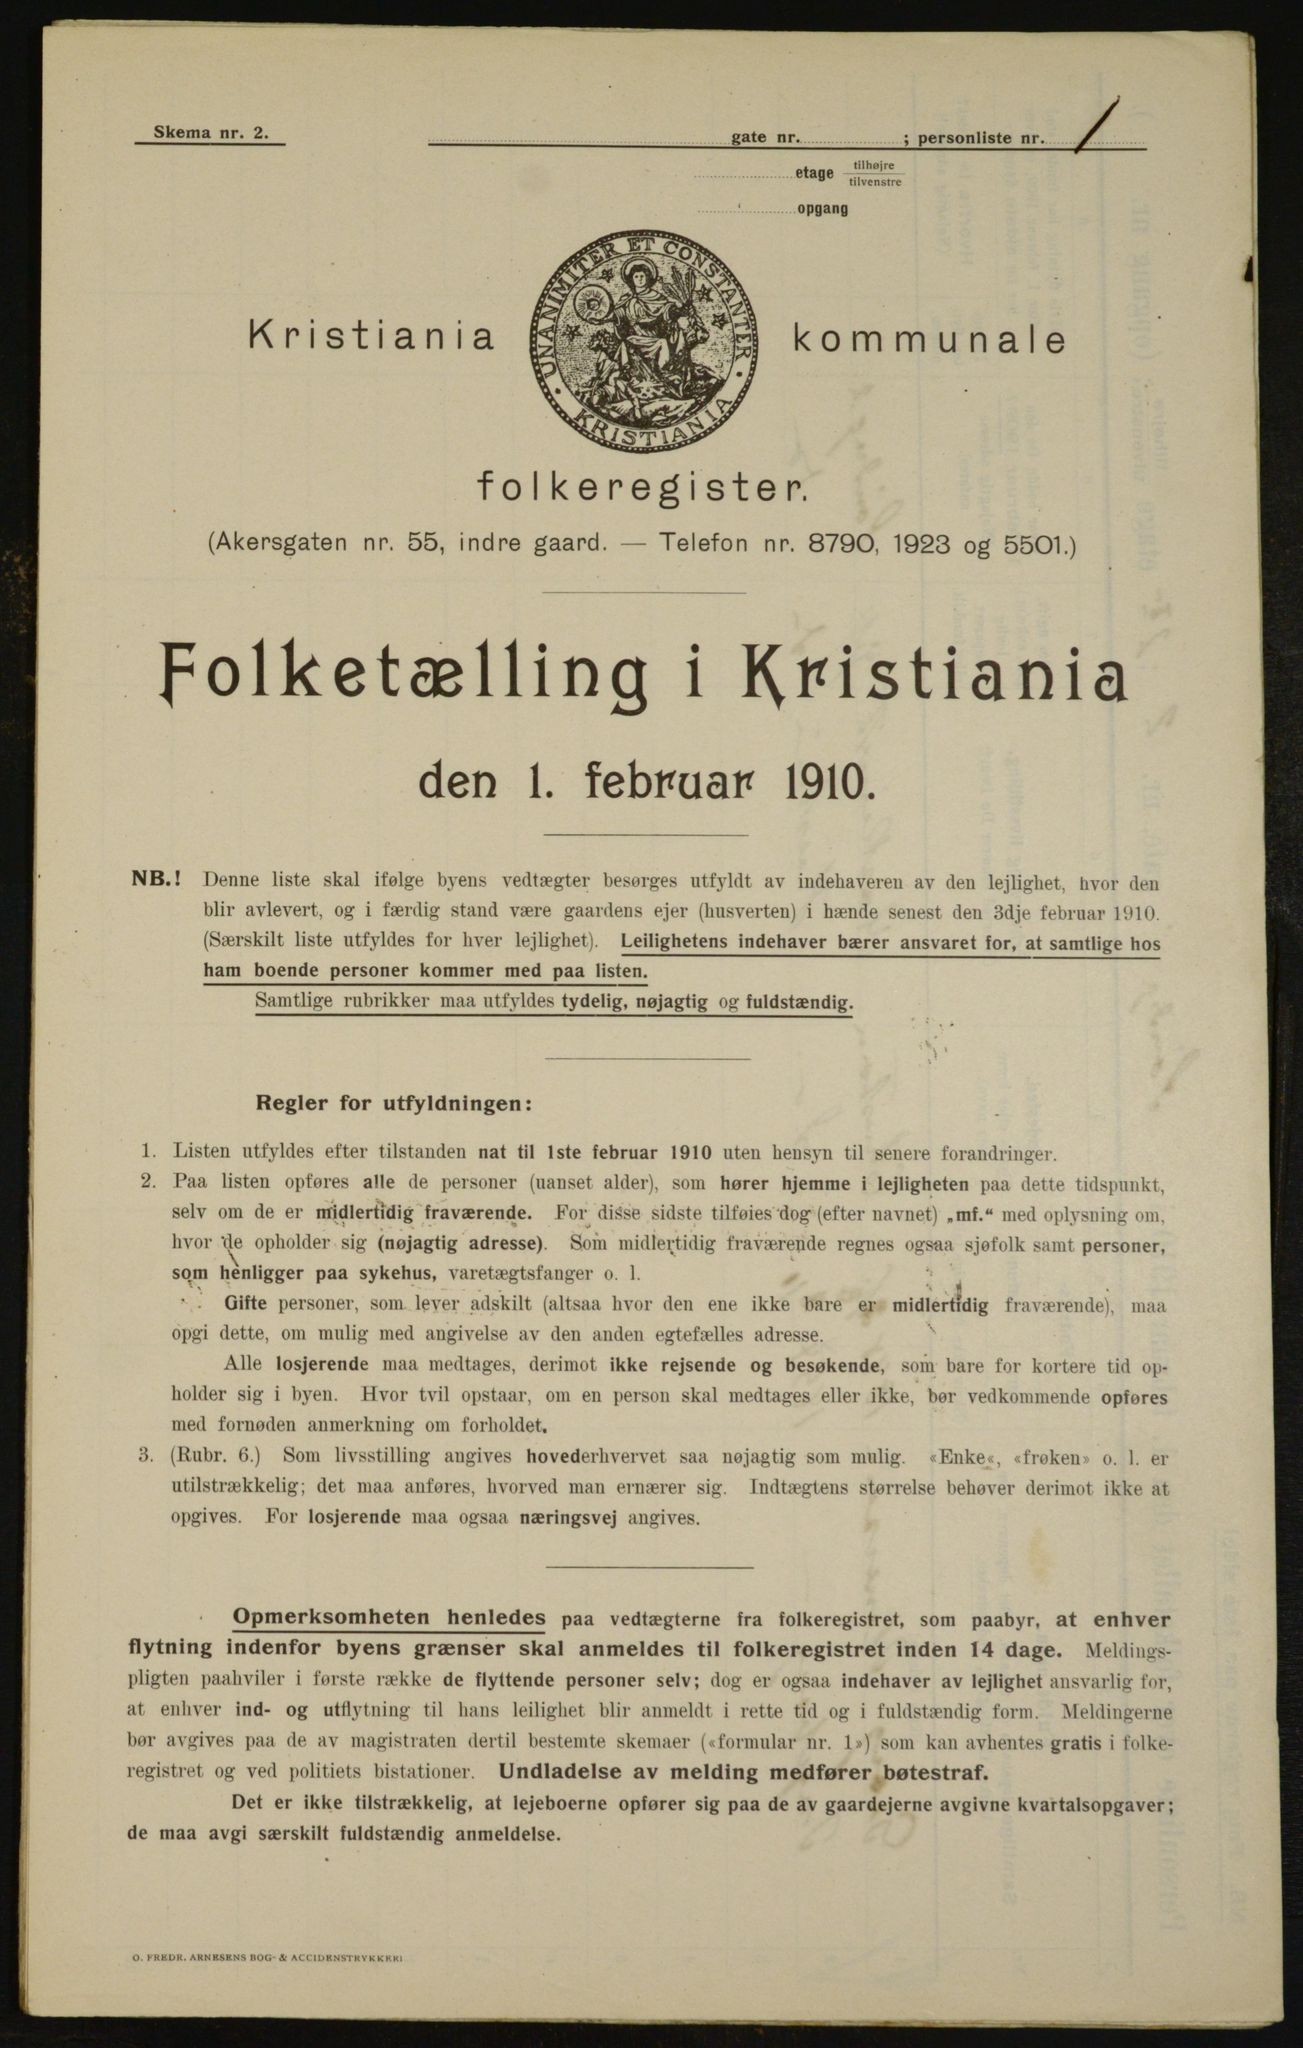 Skema nr. 2.
gate nr. ; personliste nr. 1
etage tilhøjre
tilvenstre
opgang
UNANIMITER ET CONSTANTER
KRISTIANIA
Kristiania kommunale
folkeregister.
(Akersgaten nr. 55, indre gaard. — Telefon nr. 8790, 1923 og 5501.)
Folketælling i Kristiania
den 1. februar 1910.
NB.! Denne liste skal ifølge byens vedtægter besørges utfyldt av indehaveren av den lejlighet, hvor den
blir avlevert, og i færdig stand være gaardens ejer (husverten) i hænde senest den 3dje februar 1910.
(Særskilt liste utfyldes for hver lejlighet). Leilighetens indehaver bærer ansvaret for, at samtlige hos
ham boende personer kommer med paa listen.
Samtlige rubrikker maa utfyldes tydelig, nøjagtig og fuldstændig.
Regler for utfyldningen:
1. Listen utfyldes efter tilstanden nat til 1ste februar 1910 uten hensyn til senere forandringer.
2. Paa listen opføres alle de personer (uanset alder), som hører hjemme i lejligheten paa dette tidspunkt,
selv om de er midlertidig fraværende. For disse sidste tilføies dog (efter navnet) „mf.“ med oplysning om,
hvor de opholder sig (nøjagtig adresse). Som midlertidig fraværende regnes ogsaa sjøfolk samt personer,
som henligger paa sykehus, varetægtsfanger o. l.
Gifte personer, som lever adskilt (altsaa hvor den ene ikke bare er midlertidig fraværende), maa
opgi dette, om mulig med angivelse av den anden egtefælles adresse.
Alle losjerende maa medtages, derimot ikke rejsende og besøkende, som bare for kortere tid op-
holder sig i byen. Hvor tvil opstaar, om en person skal medtages eller ikke, bør vedkommende opføres
med fornøden anmerkning om forholdet.
3. (Rubr. 6.) Som livsstilling angives hovederhvervet saa nøjagtig som mulig. «Enke«, «frøken» o. l. er
utilstrækkelig; det maa anføres, hvorved man ernærer sig. Indtægtens størrelse behøver derimot ikke at
opgives. For losjerende maa ogsaa næringsvej angives.
Opmerksomheten henledes paa vedtægterne fra folkeregistret, som paabyr, at enhver
flytning indenfor byens grænser skal anmeldes til folkeregistret inden 14 dage. Meldings-
pligten paahviler i første række de flyttende personer selv; dog er ogsaa indehaver av lejlighet ansvarlig for,
at enhver ind- og utflytning til hans leilighet blir anmeldt i rette tid og i fuldstændig form. Meldingerne
bør avgives paa de av magistraten dertil bestemte skemaer («formular nr. 1») som kan avhentes gratis i folke-
registret og ved politiets bistationer. Undladelse av melding medfører bøtestraf.
Det er ikke tilstrækkelig, at lejeboerne opfører sig paa de av gaardejerne avgivne kvartalsopgaver;
de maa avgi særskilt fuldstændig anmeldelse.
O. FREDR. ARNESENS BOG- & ACCIDENSTRYKKERI